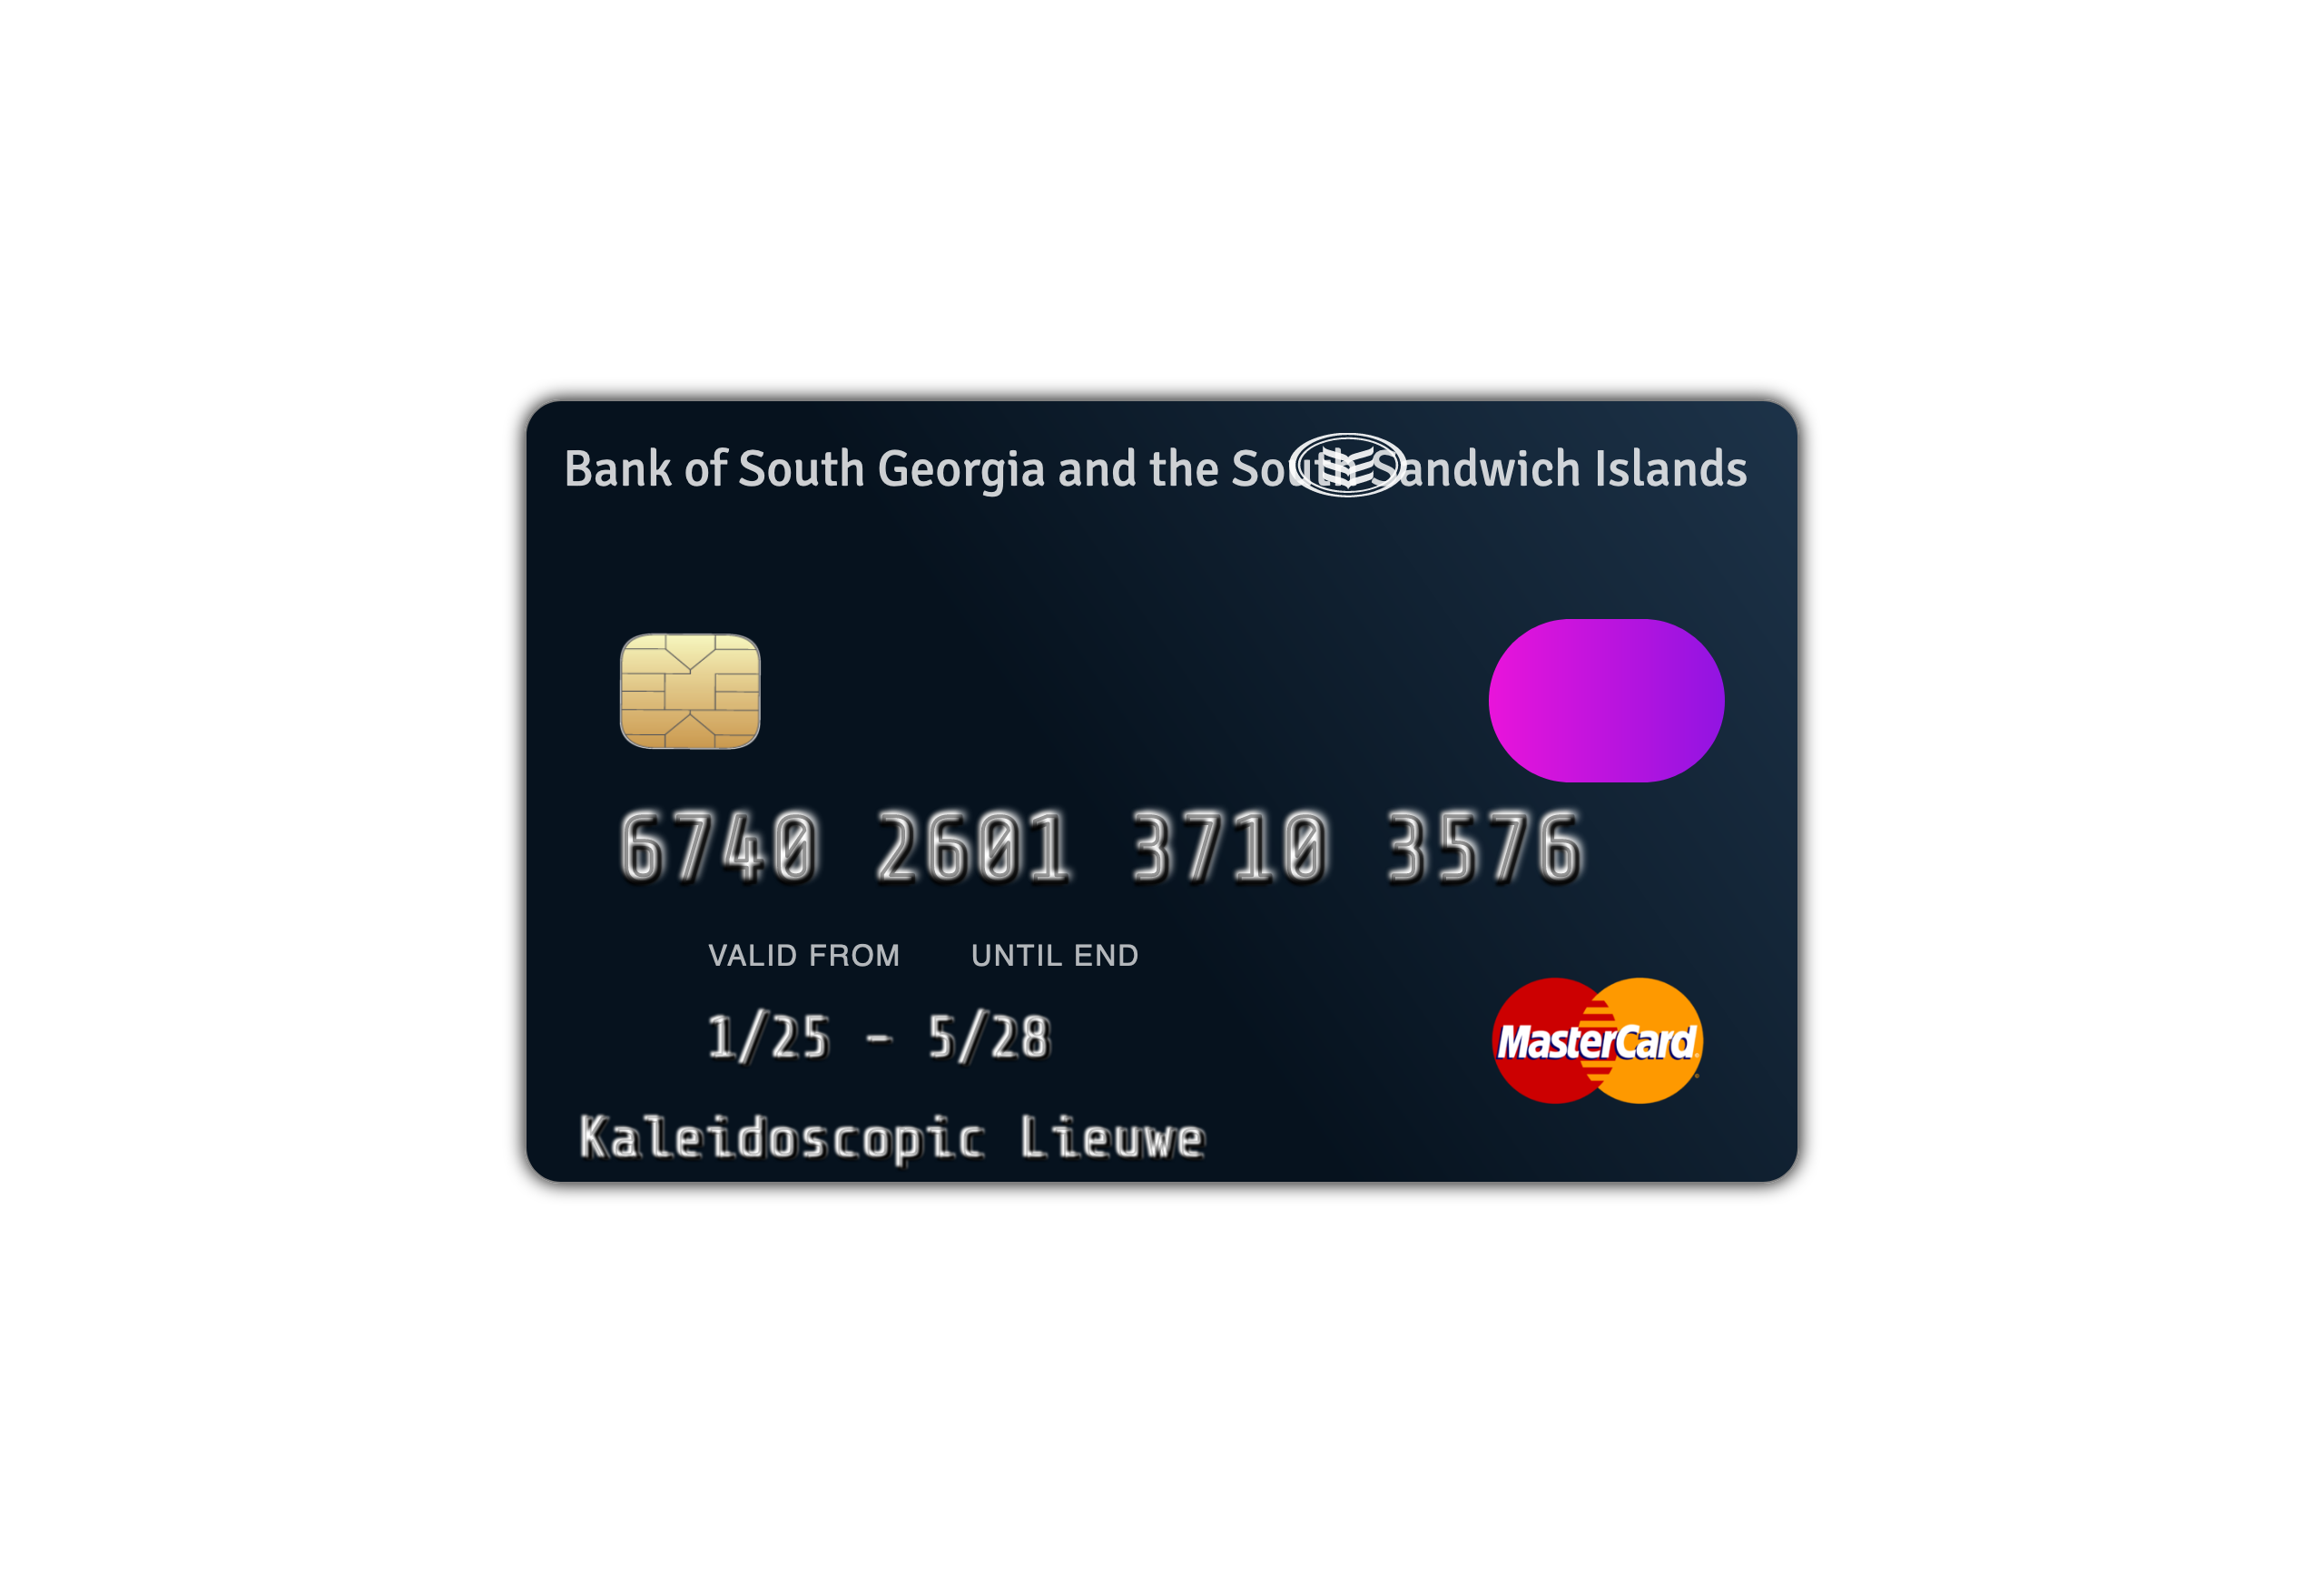 Bank of South Georgia and the South Sandwich Islands
6740 2601 3710 3576
VALID FROM UNTIL END
1/25 - 5/28
MasterCard
Kaleidoscopic Lieuwe